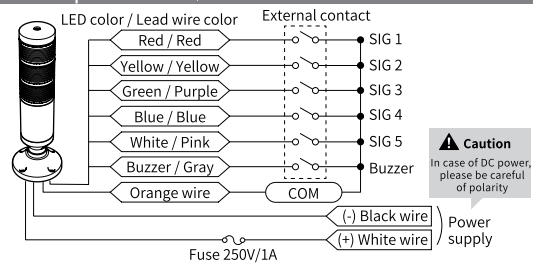 LED color / Lead wire color
External contact
Red / Red
SIG 1
Yellow / Yellow
SIG 2
Green / Purple
SIG 3
Blue / Blue
SIG 4
White / Pink
SIG 5
Buzzer / Gray
Buzzer
Orange wire
COM
Caution
In case of DC power,
please be careful
of polarity
(-) Black wire
(+) White wire
Power
supply
Fuse 250V/1A